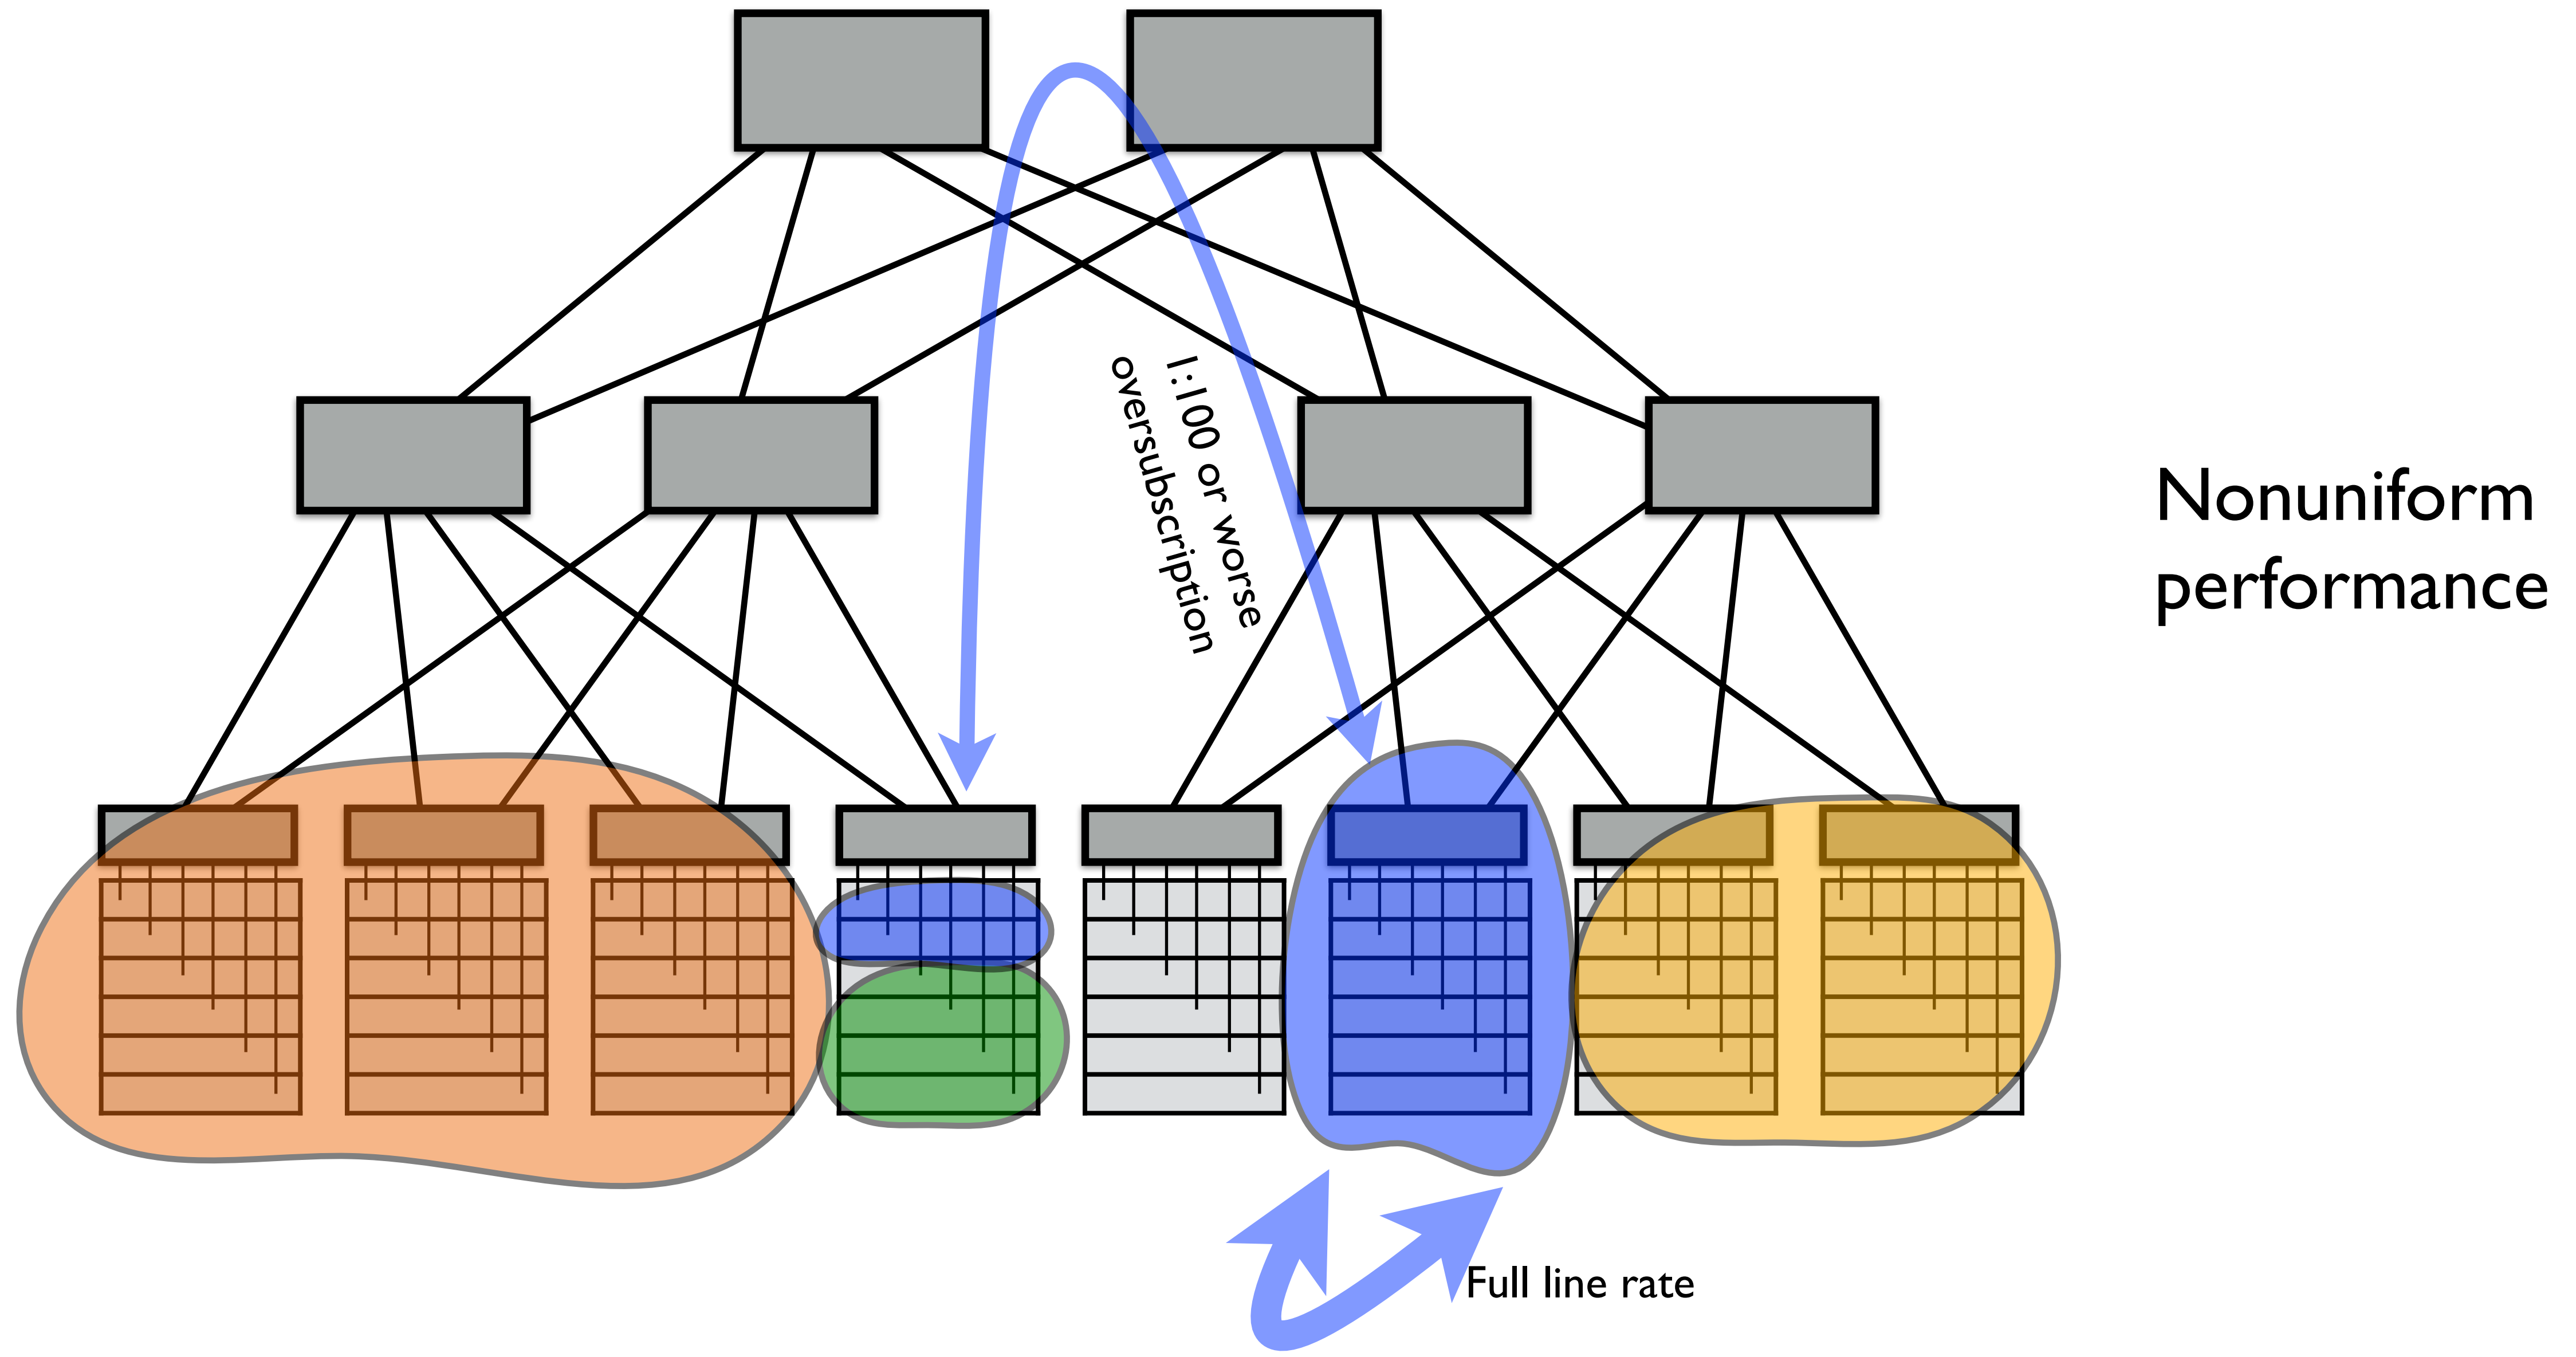 1:100 or worse
oversubscription
Nonuniform
performance
Full line rate